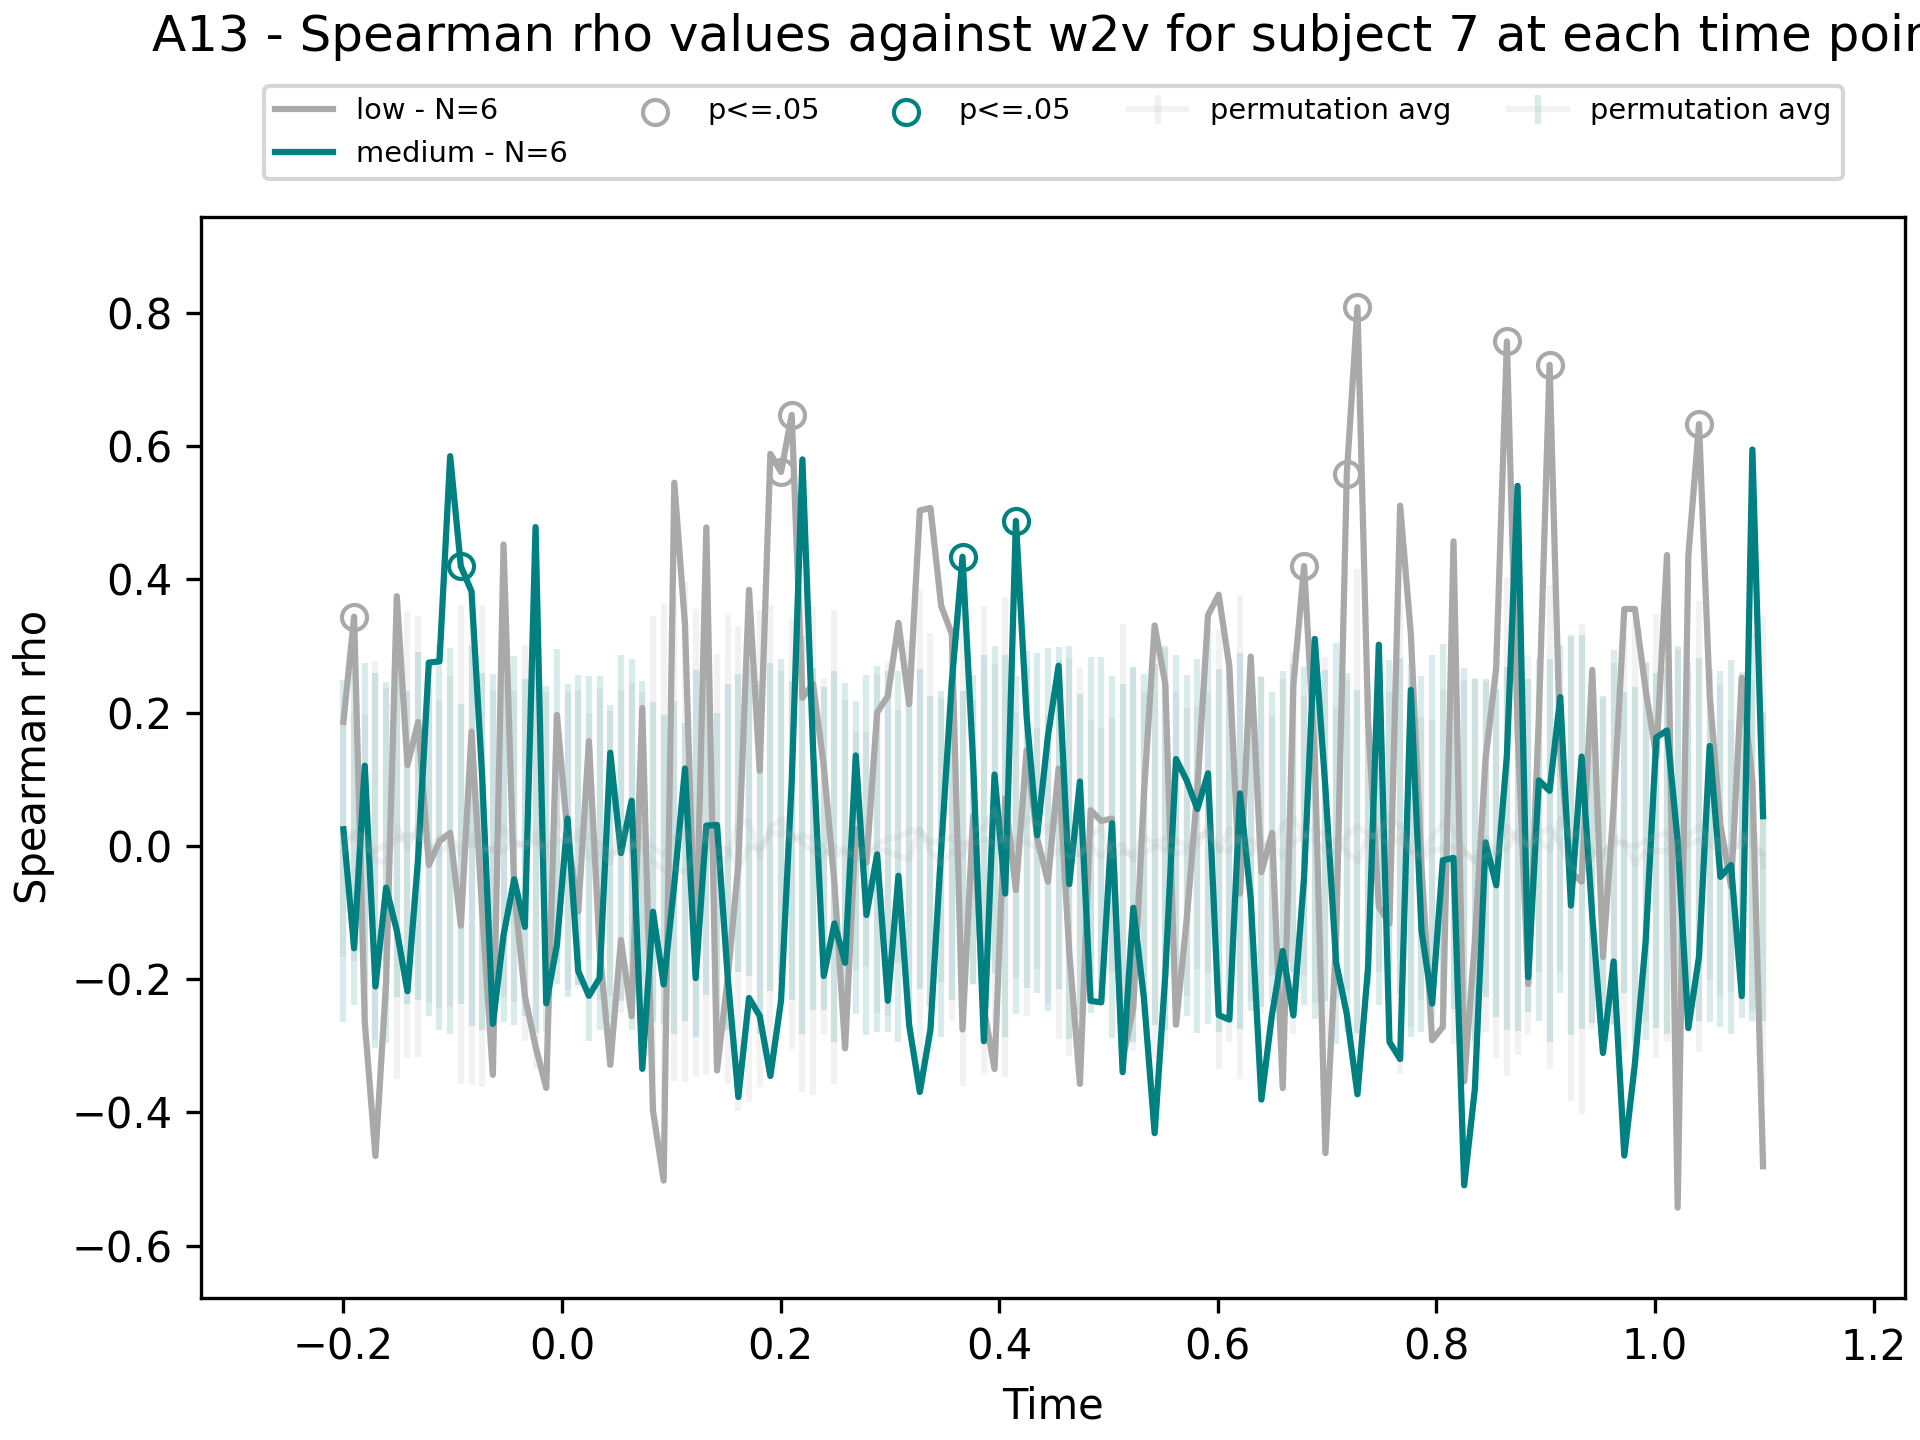 A13 - Spearman rho values against w2v for subject 7 at each time poin
low - N=6
medium - N=6
p<=.05
p<=.05
permutation avg
permutation avg
Spearman rho
0.8
0.6
0.4
0.2
0.0
−0.2
−0.4
−0.6
−0.2 0.0 0.2 0.4 0.6 0.8 1.0 1.2
Time